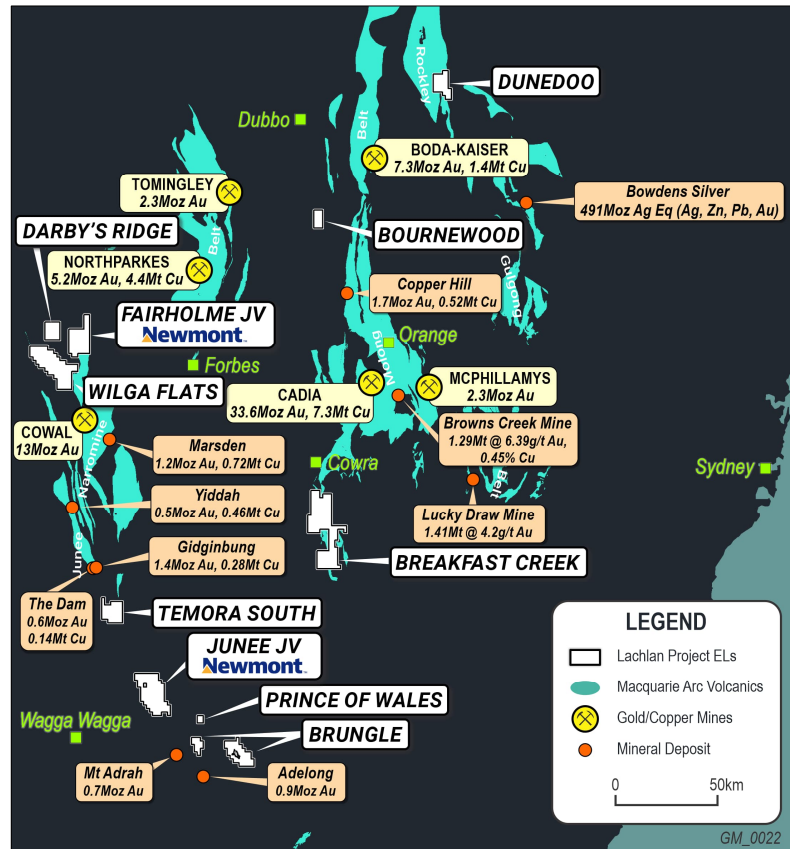 Rockley
DUNEDOO
Dubbo
Belt
BODA-KAISER
7.3Moz Au, 1.4Mt Cu
TOMINGLEY
2.3Moz Au
Bowdens Silver
491Moz Ag Eq (Ag, Zn, Pb, Au)
DARBY'S RIDGE
BOURNEWOOD
Belt
NORTHPARKES
5.2Moz Au, 4.4Mt Cu
Gulgong
Copper Hill
1.7Moz Au, 0.52Mt Cu
FAIRHOLME JV
Newmont™
Orange
Molong
Forbes
WILGA FLATS
CADIA
33.6Moz Au, 7.3Mt Cu
MCPHILLAMYS
2.3Moz Au
COWAL
13Moz Au
Browns Creek Mine
1.29Mt @ 6.39g/t Au,
0.45% Cu
Marsden
1.2Moz Au, 0.72Mt Cu
Narromine
Cowra
Sydney
Belt
Yiddah
0.5Moz Au, 0.46Mt Cu
Lucky Draw Mine
1.41Mt @ 4.2g/t Au
Gidginbung
1.4Moz Au, 0.28Mt Cu
Junee
BREAKFAST CREEK
The Dam
0.6Moz Au
0.14Mt Cu
TEMORA SOUTH
JUNEE JV
Newmont™
PRINCE OF WALES
Wagga Wagga
BRUNGLE
Mt Adrah
0.7Moz Au
Adelong
0.9Moz Au
LEGEND
Lachlan Project ELs
Macquarie Arc Volcanics
Gold/Copper Mines
Mineral Deposit
0 50km
GM_0022